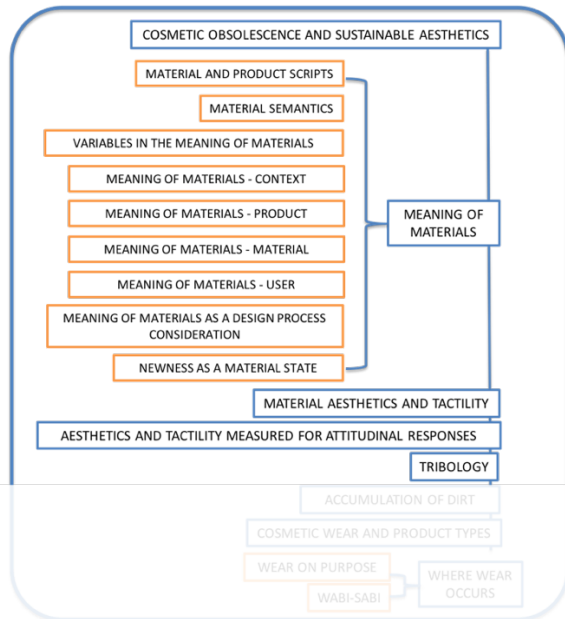 COSMETIC OBSOLESCENCE AND SUSTAINABLE AESTHETICS
MATERIAL AND PRODUCT SCRIPTS
MATERIAL SEMANTICS
VARIABLES IN THE MEANING OF MATERIALS
MEANING OF MATERIALS - CONTEXT
MEANING OF MATERIALS - PRODUCT
MEANING OF MATERIALS - MATERIAL
MEANING OF MATERIALS - USER
MEANING OF MATERIALS AS A DESIGN PROCESS
CONSIDERATION
NEWNESS AS A MATERIAL STATE
MEANING OF
MATERIALS
MATERIAL AESTHETICS AND TACTILITY
AESTHETICS AND TACTILITY MEASURED FOR ATTITUDINAL RESPONSES
TRIBOLOGY
ACCUMULATION OF DIRT
COSMETIC WEAR AND PRODUCT TYPES
WEAR ON PURPOSE
WABI-SABI
WHERE WEAR
OCCURS